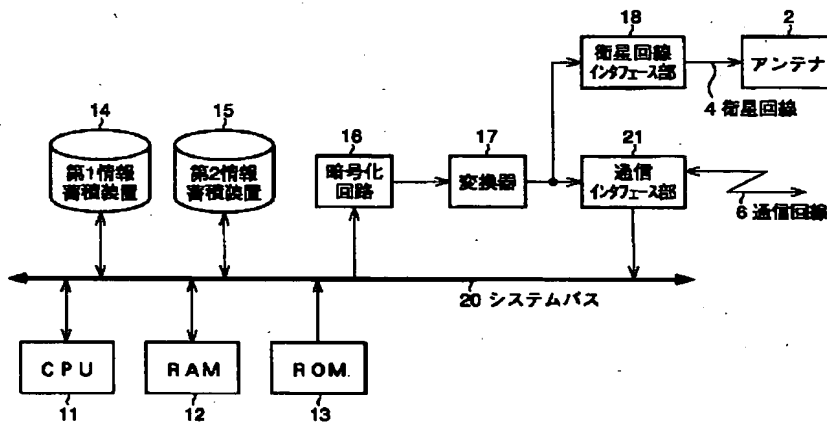 18
2
衛星回線
インタフェース部
アンテナ
4 衛星回線
14
15
16
17
21
第1情報
蓄積装置
第2情報
蓄積装置
暗号化
回路
変換器
通信
インタフェース部
6 通信回線
20 システムバス
CPU
RAM
ROM
11
12
13